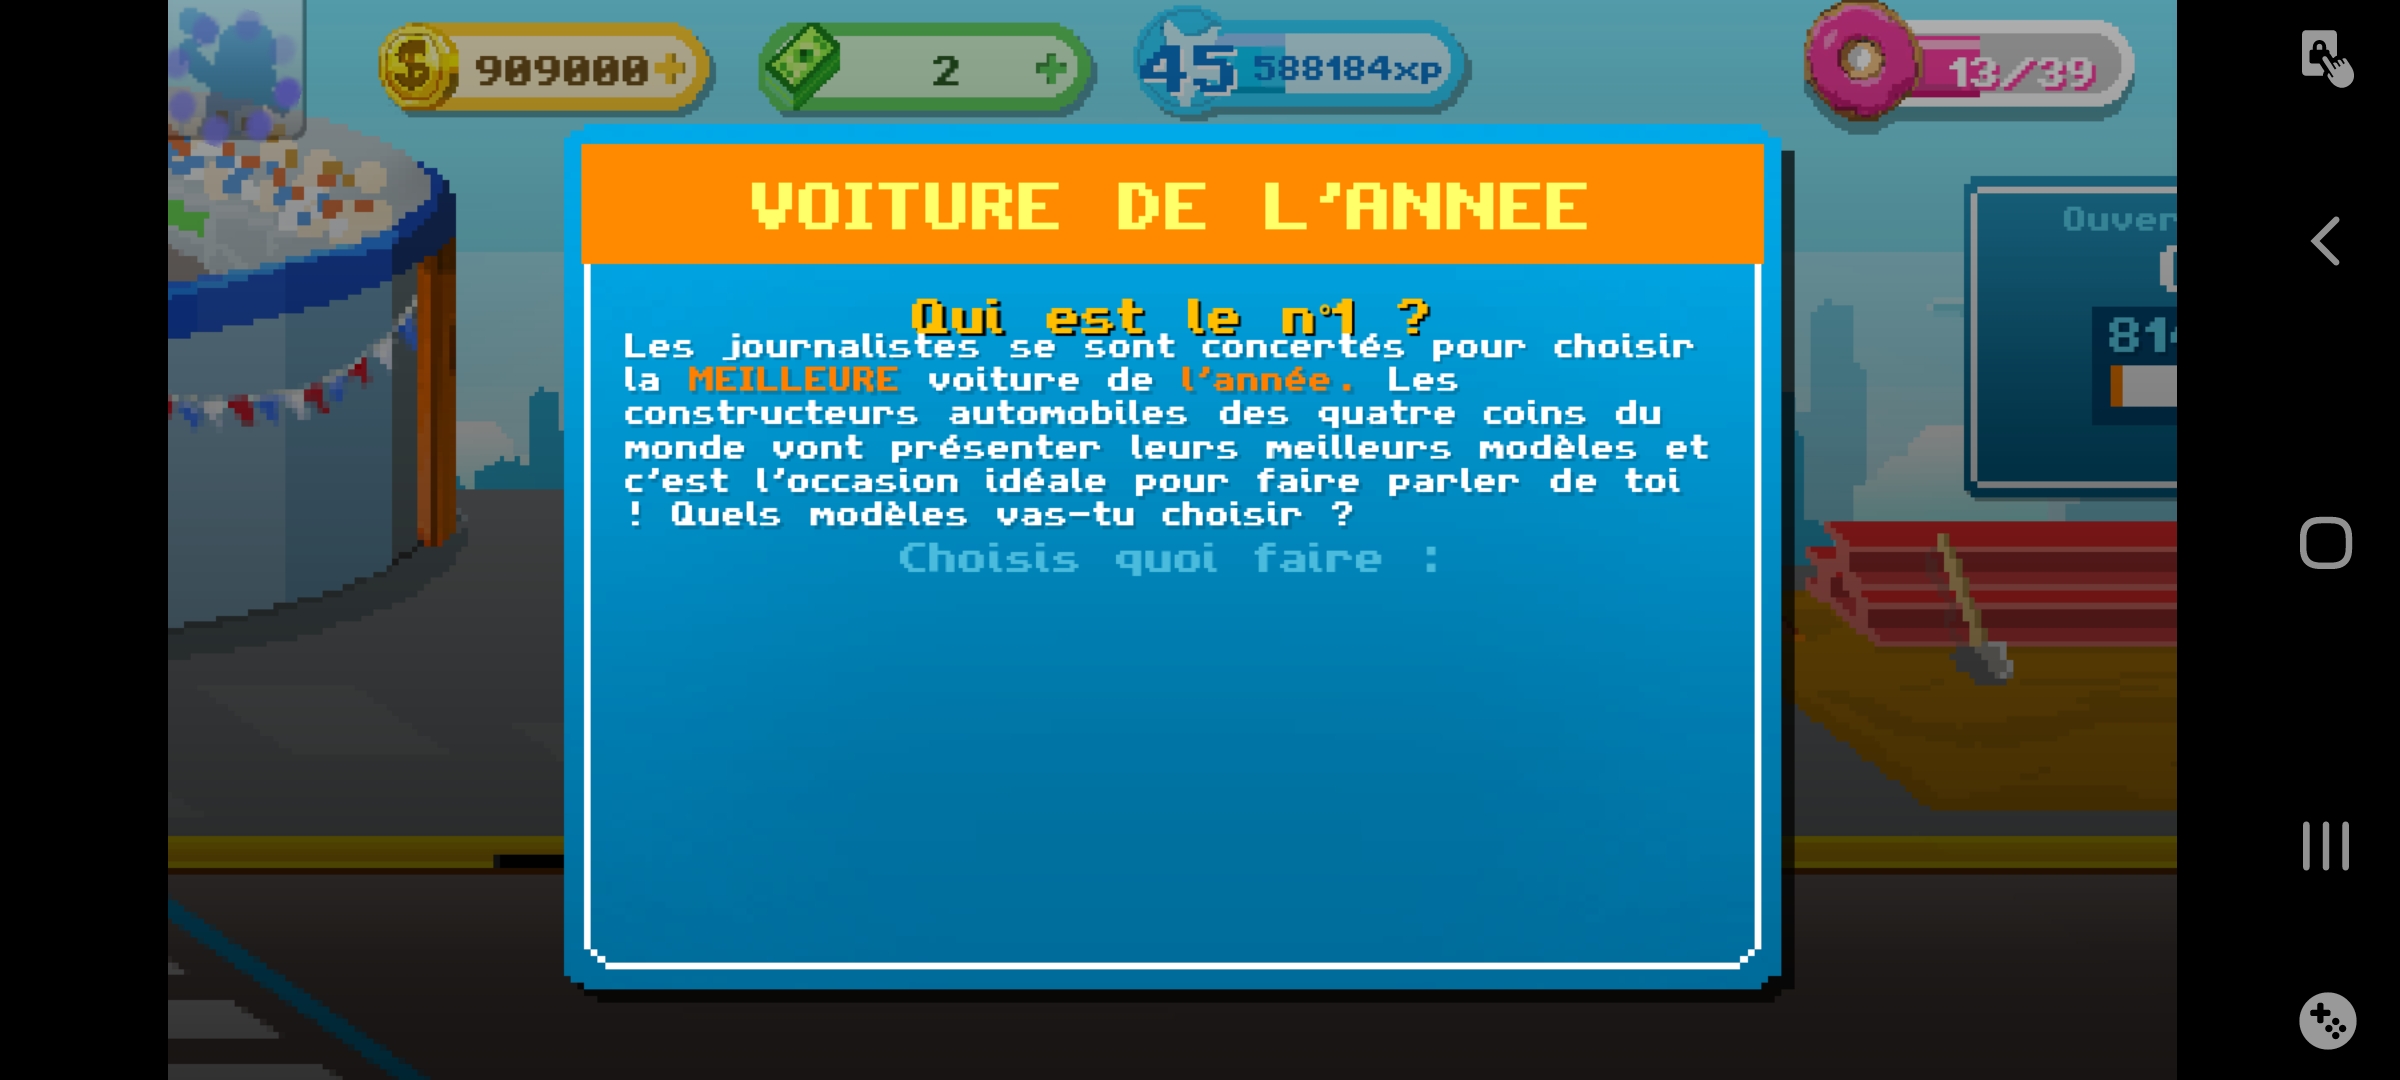 909000
2
45
588184xp
13/39
VOITURE DE L'ANNEE
Qui est le n°1 ?
Les journalistes se sont concertés pour choisir
la MEILLEURE voiture de l'année. Les
constructeurs automobiles des quatre coins du
monde vont présenter leurs meilleurs modèles et
c'est l'occasion idéale pour faire parler de toi
! Quels modèles vas-tu choisir ?
Choisis quoi faire :
Ouver